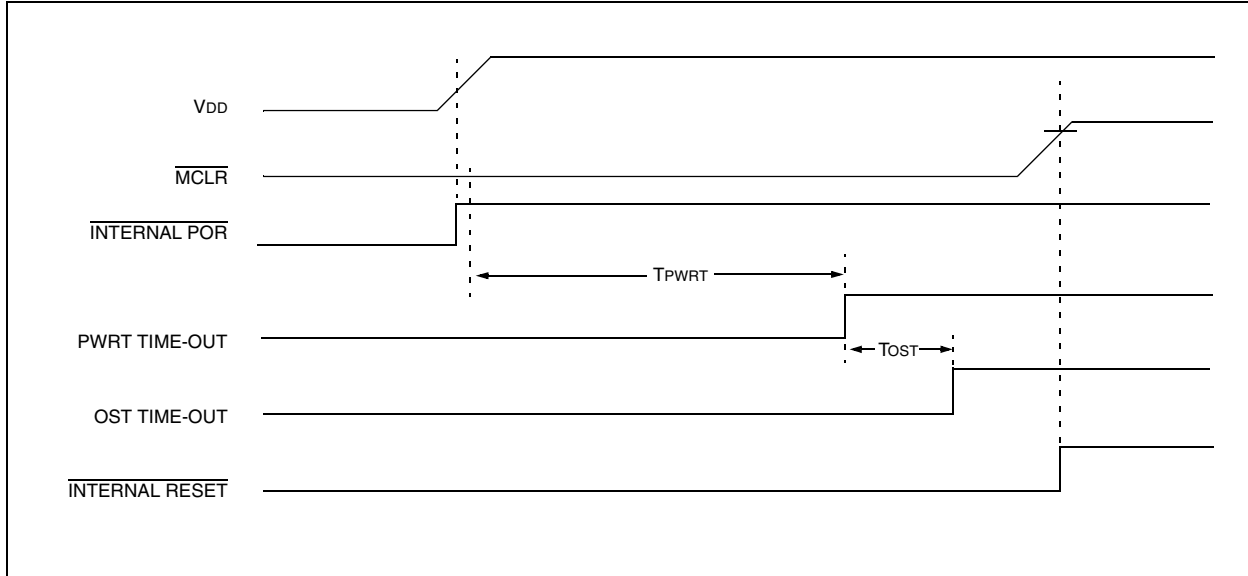 VDD
MCLR
INTERNAL POR
TPWRT
PWRT TIME-OUT
TOST
OST TIME-OUT
INTERNAL RESET